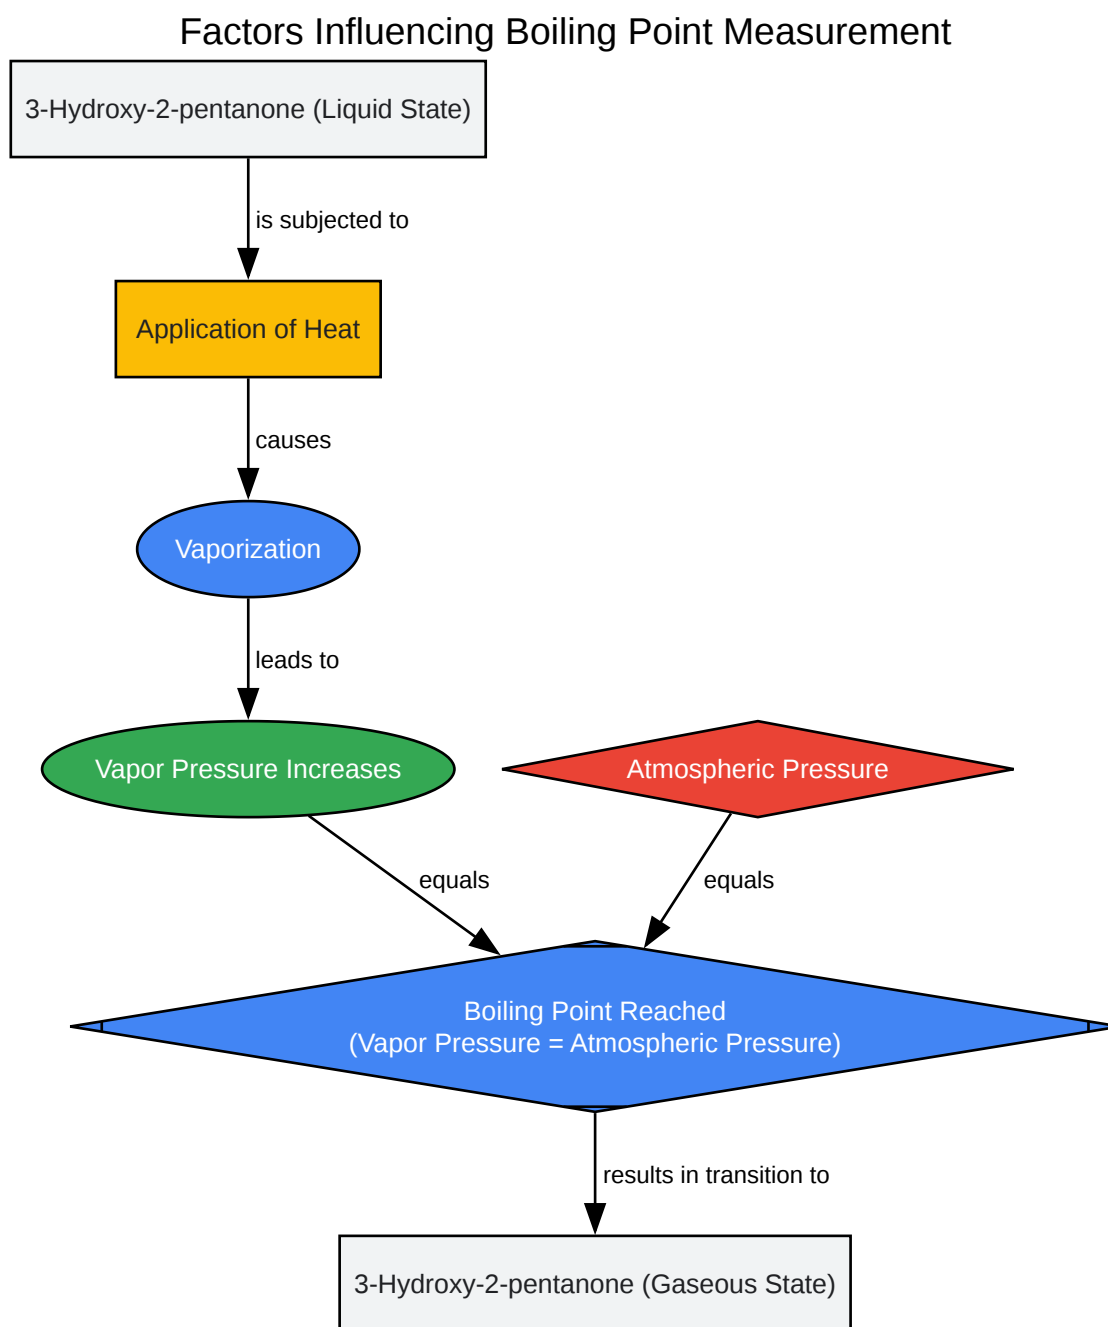 Factors Influencing Boiling Point Measurement
3-Hydroxy-2-pentanone (Liquid State)
is subjected to
Application of Heat
causes
Vaporization
leads to
Vapor Pressure Increases
Atmospheric Pressure
equals
equals
Boiling Point Reached
(Vapor Pressure = Atmospheric Pressure)
results in transition to
3-Hydroxy-2-pentanone (Gaseous State)